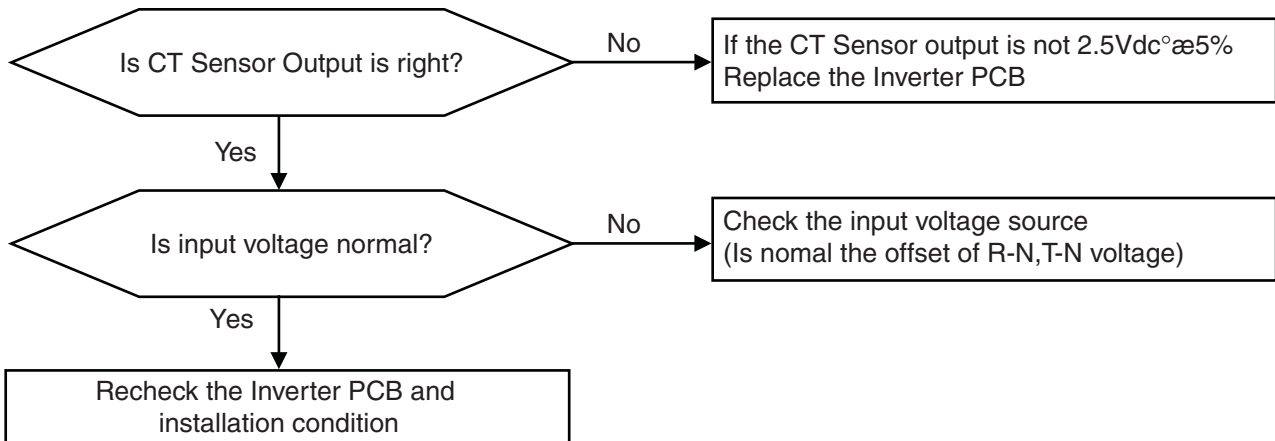 Is CT Sensor Output is right?
No
If the CT Sensor output is not 2.5Vdc°æ5%
Replace the Inverter PCB
Yes
Is input voltage normal?
No
Check the input voltage source
(Is nomal the offset of R-N,T-N voltage)
Yes
Recheck the Inverter PCB and
installation condition